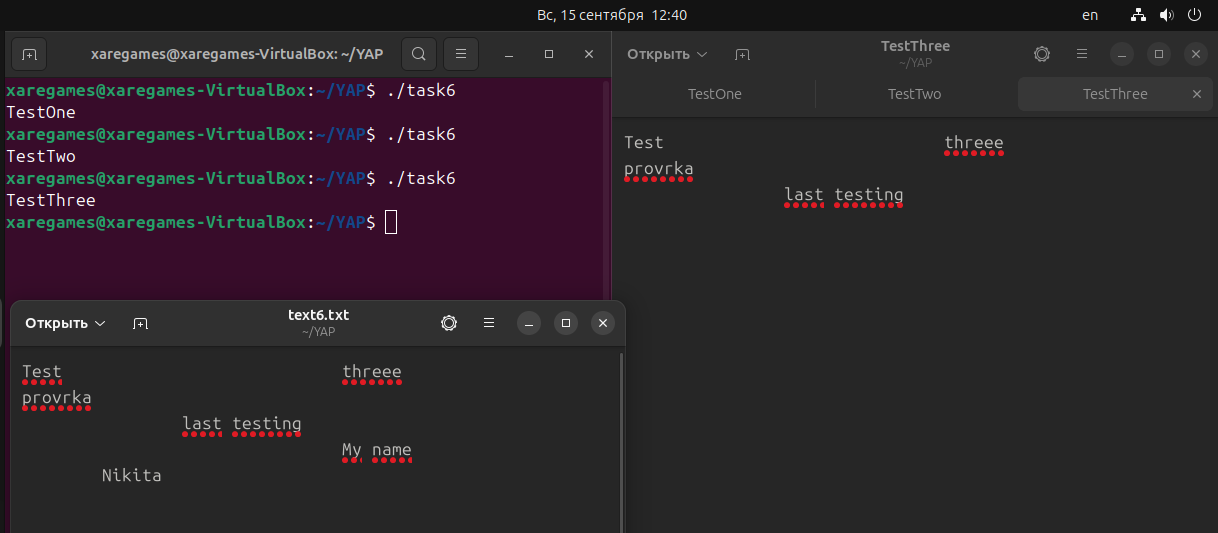 Вс, 15 сентября 12:40
en
xaregames@xaregames-VirtualBox: ~/YAP
xaregames@xaregames-VirtualBox:~/YAP$ ./task6
TestOne
xaregames@xaregames-VirtualBox:~/YAP$ ./task6
TestTwo
xaregames@xaregames-VirtualBox:~/YAP$ ./task6
TestThree
xaregames@xaregames-VirtualBox:~/YAP$
Открыть
TestThree
~/YAP
TestOne TestTwo TestThree
Test threee
provrka
last testing
Открыть
text6.txt
~/YAP
Test threee
provrka
last testing
My name
Nikita